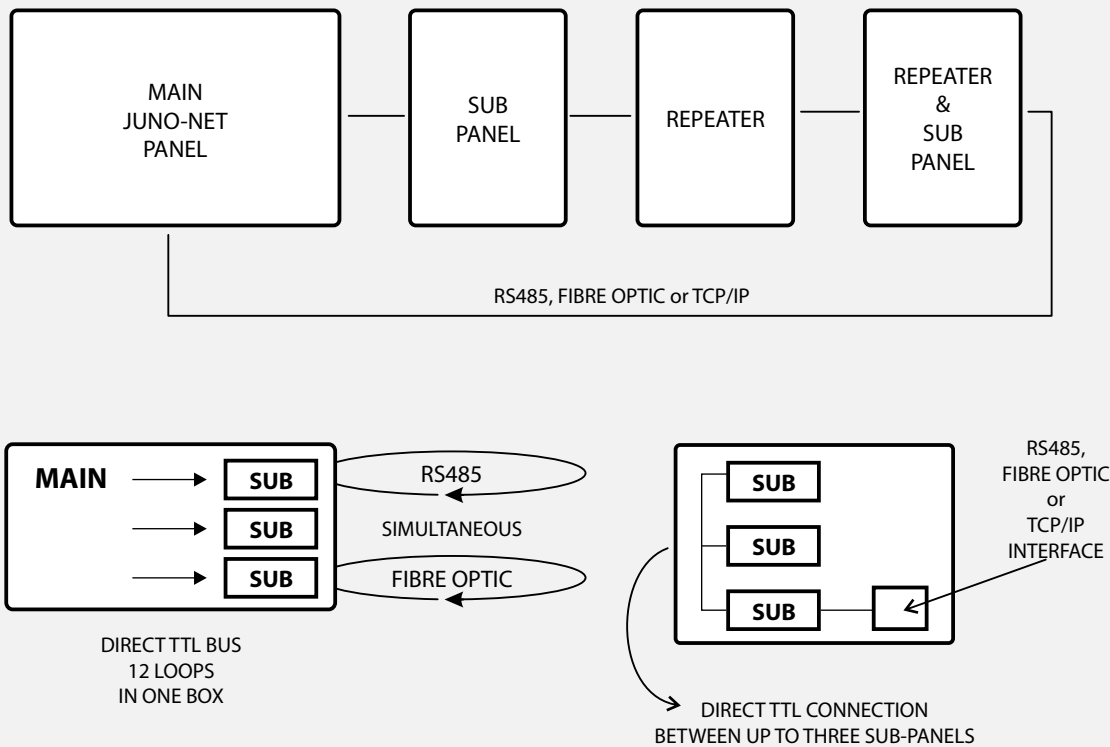 MAIN
JUNO-NET
PANEL
SUB
PANEL
REPEATER
REPEATER
&
SUB
PANEL
RS485, FIBRE OPTIC or TCP/IP
MAIN
SUB
SUB
SUB
RS485
SIMULTANEOUS
FIBRE OPTIC
DIRECT TTL BUS
12 LOOPS
IN ONE BOX
SUB
SUB
SUB
RS485,
FIBRE OPTIC
or
TCP/IP
INTERFACE
DIRECT TTL CONNECTION
BETWEEN UP TO THREE SUB-PANELS